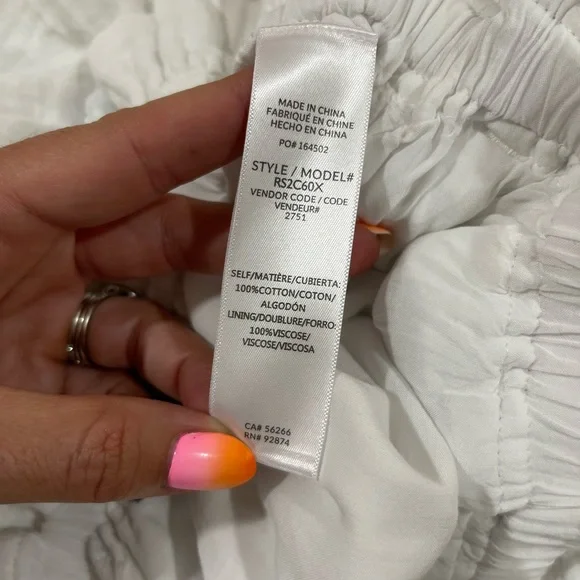 MADE IN CHINA
FABRIQUÉ EN CHINE
HECHO EN CHINA
PO# 164502
STYLE / MODEL#
RS2C60X
VENDOR CODE / CODE
VENDEUR#
2751
SELF/MATIÈRE/CUBIERTA:
100%COTTON/COTON/
ALGODÓN
LINING/DOUBLURE/FORRO:
100%VISCOSE/
VISCOSE/VISCOSA
CA# 56266
RN# 92874